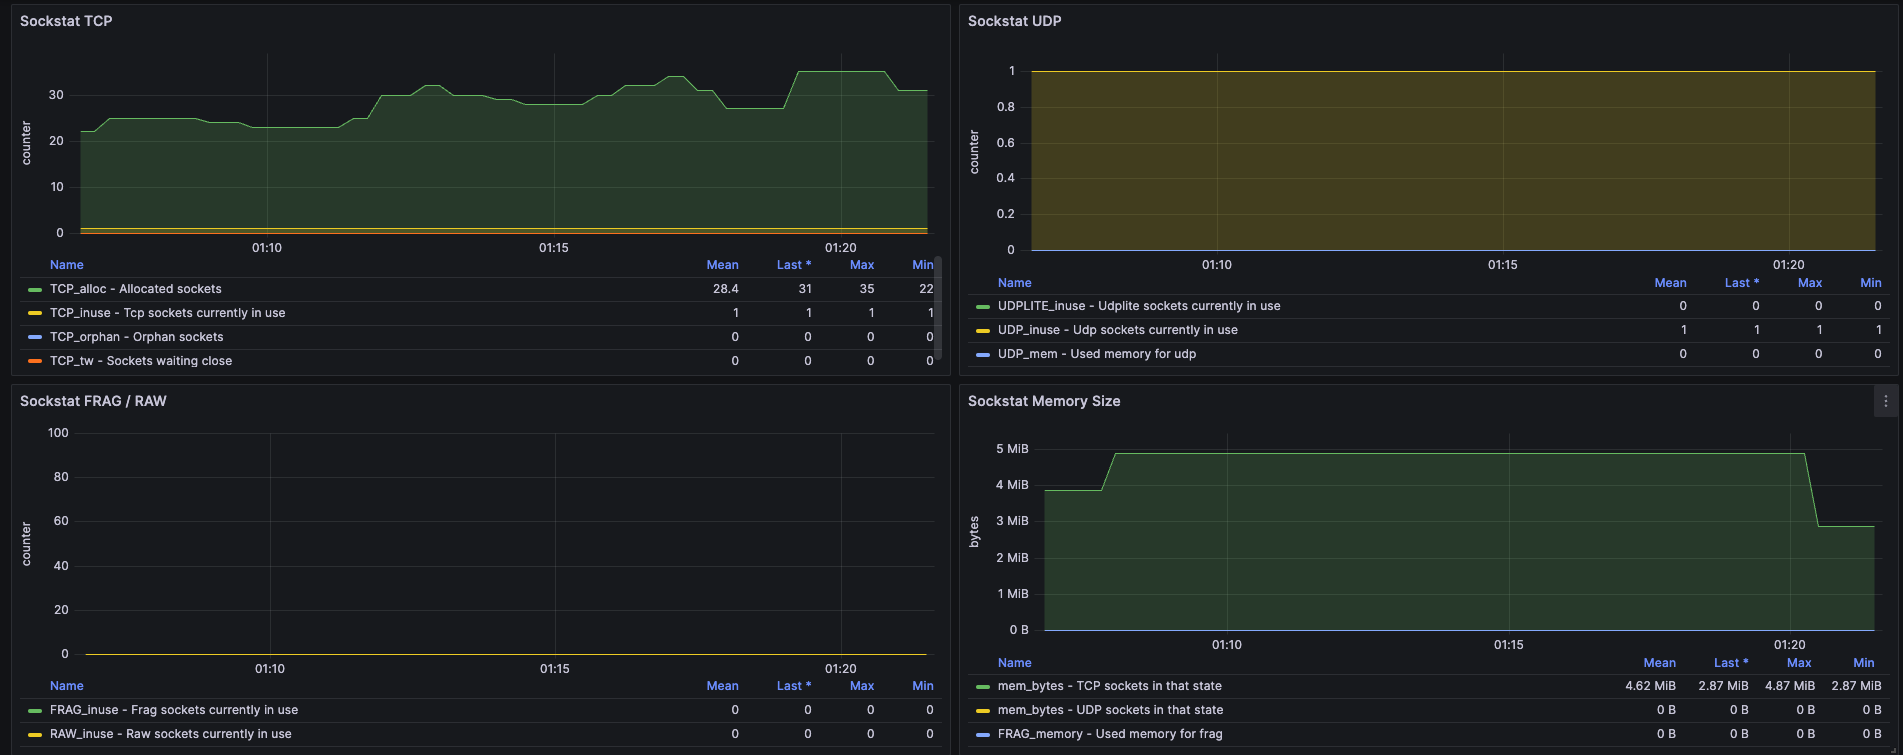 Sockstat TCP
counter
30
20
10
0
01:10 01:15 01:20
Name Mean Last * Max Min
TCP_alloc - Allocated sockets 28.4 31 35 22
TCP_inuse - Tcp sockets currently in use 1 1 1 1
TCP_orphan - Orphan sockets 0 0 0 0
TCP_tw - Sockets waiting close 0 0 0 0
Sockstat UDP
counter
1
0.8
0.6
0.4
0.2
0
01:10 01:15 01:20
Name Mean Last * Max Min
UDPLITE_inuse - Udplite sockets currently in use 0 0 0 0
UDP_inuse - Udp sockets currently in use 1 1 1 1
UDP_mem - Used memory for udp 0 0 0 0
Sockstat FRAG / RAW
counter
100
80
60
40
20
0
01:10 01:15 01:20
Name Mean Last * Max Min
FRAG_inuse - Frag sockets currently in use 0 0 0 0
RAW_inuse - Raw sockets currently in use 0 0 0 0
Sockstat Memory Size
bytes
5 MiB
4 MiB
3 MiB
2 MiB
1 MiB
0 B
01:10 01:15 01:20
Name Mean Last * Max Min
mem_bytes - TCP sockets in that state 4.62 MiB 2.87 MiB 4.87 MiB 2.87 MiB
mem_bytes - UDP sockets in that state 0 B 0 B 0 B 0 B
FRAG_memory - Used memory for frag 0 B 0 B 0 B 0 B